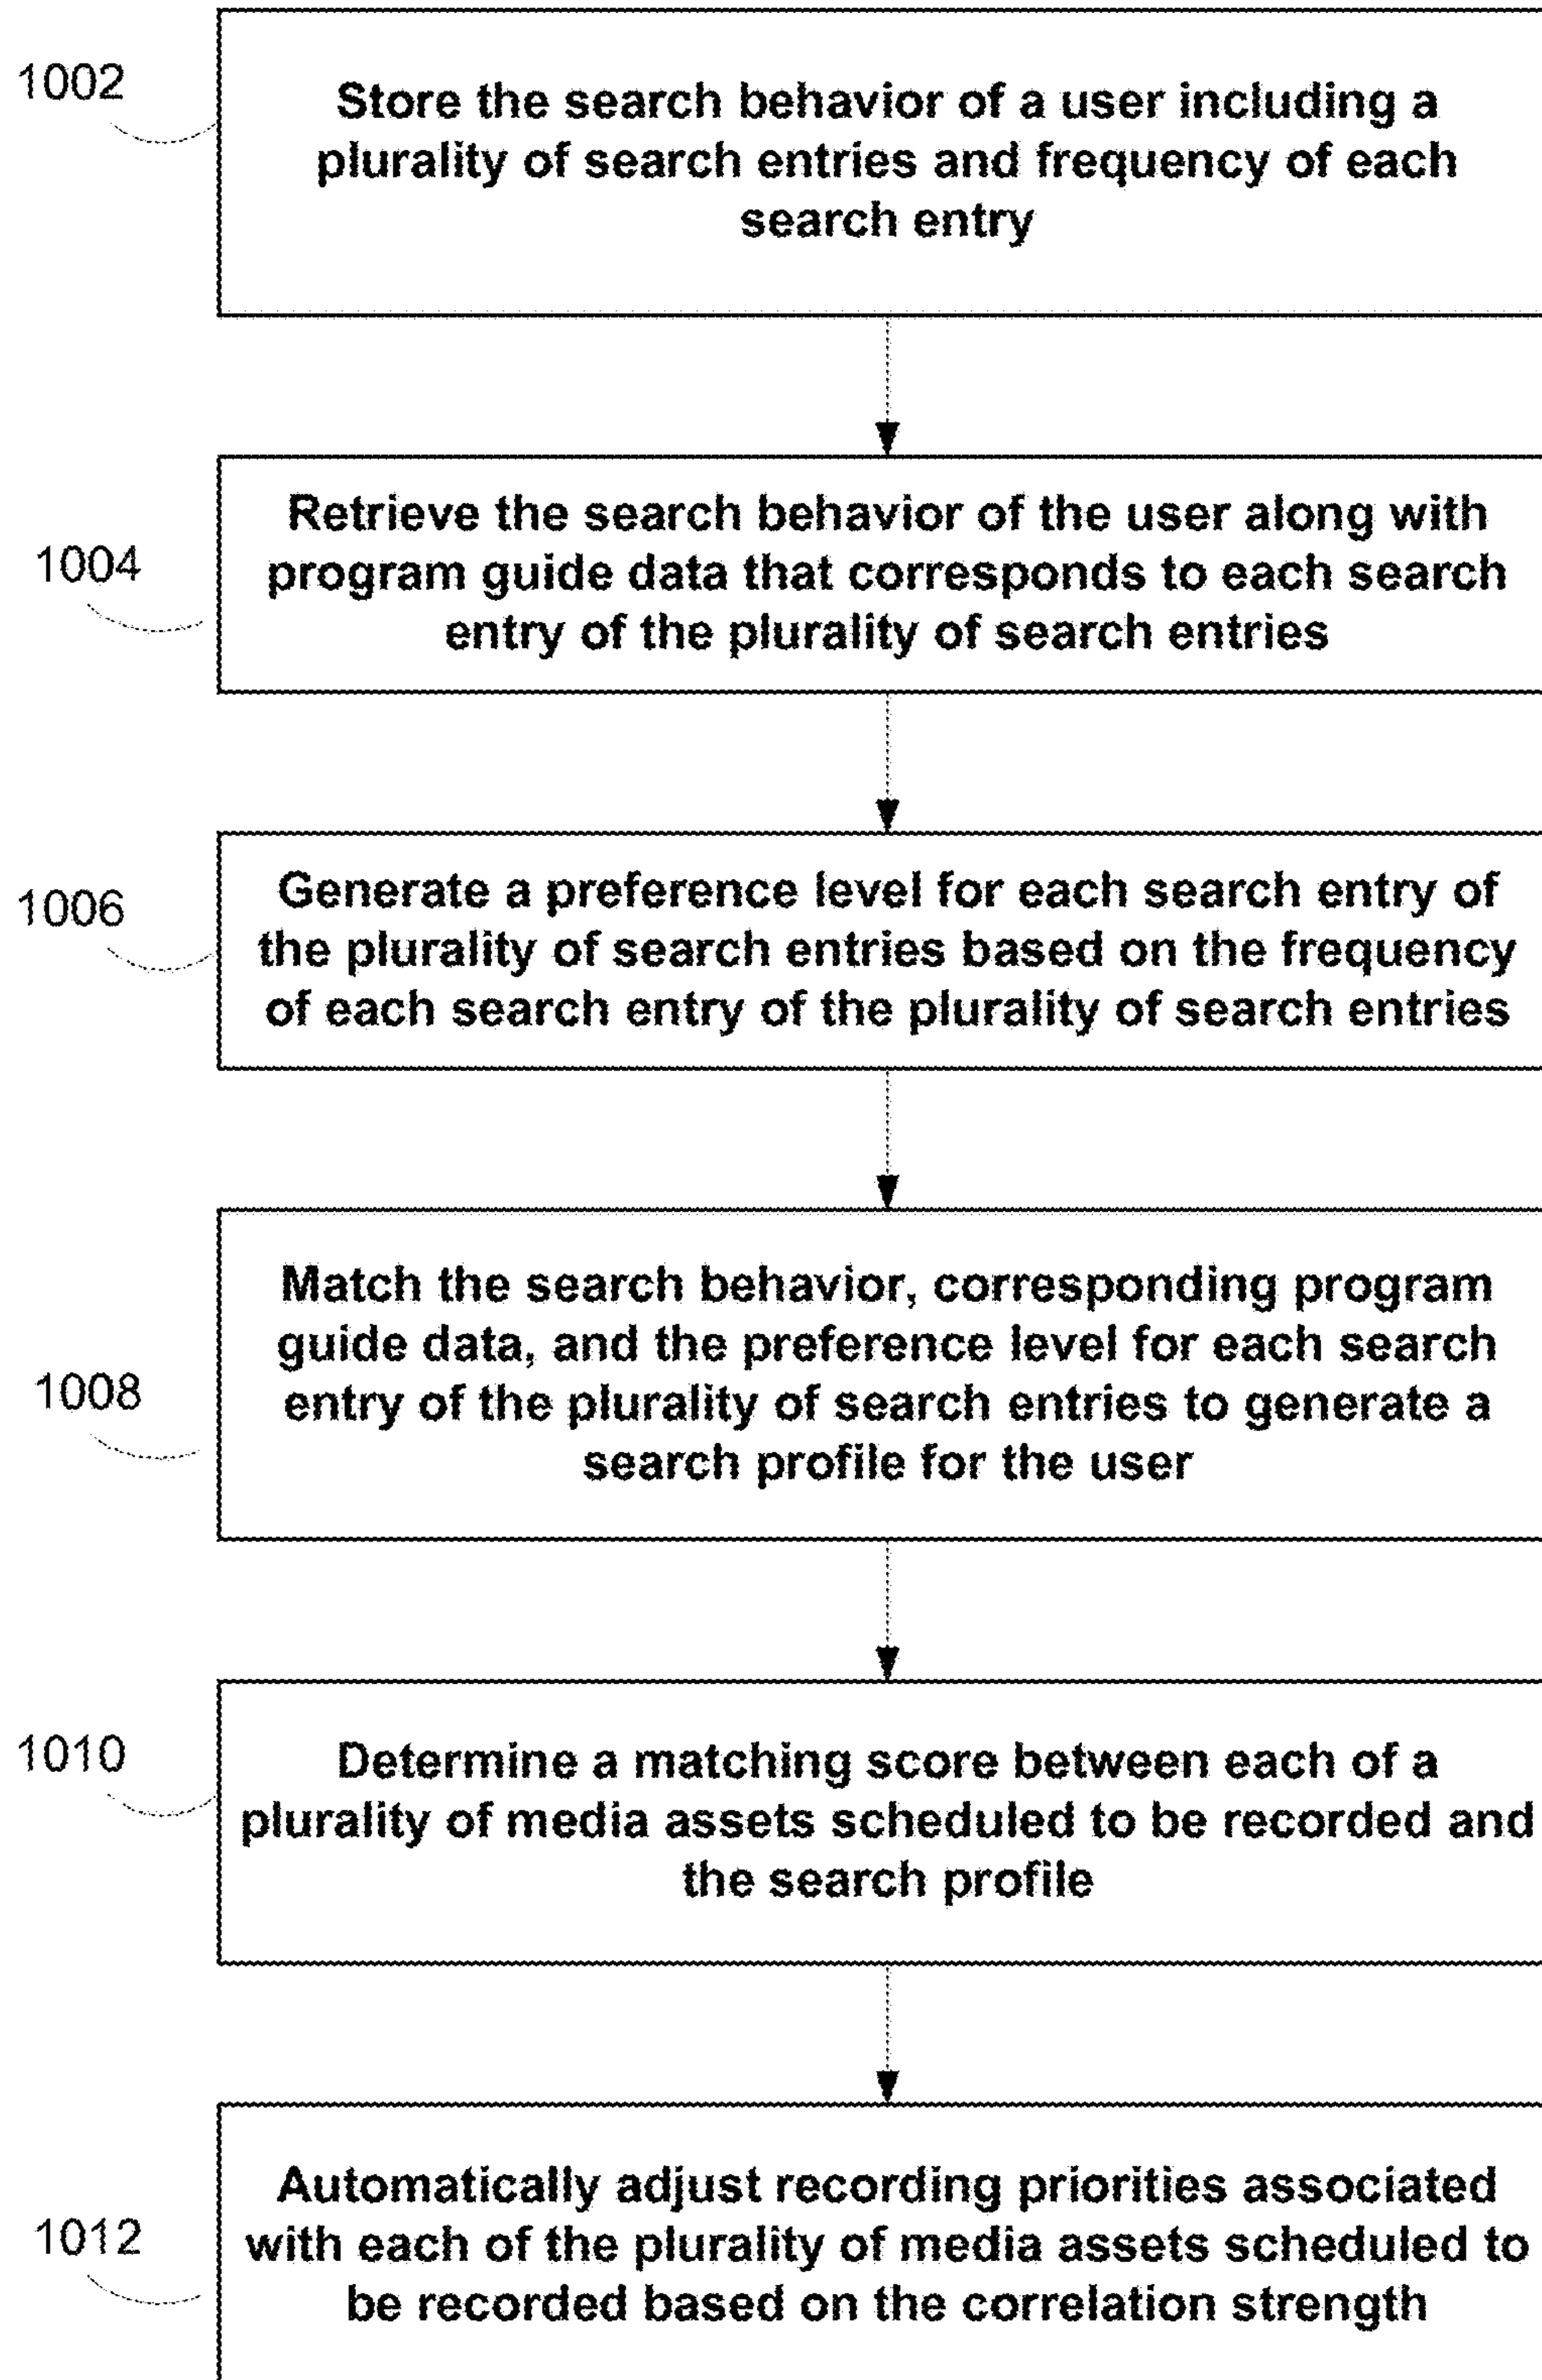 1002
Store the search behavior of a user including a
plurality of search entries and frequency of each
search entry
1004
Retrieve the search behavior of the user along with
program guide data that corresponds to each search
entry of the plurality of search entries
1006
Generate a preference level for each search entry of
the plurality of search entries based on the frequency
of each search entry of the plurality of search entries
1008
Match the search behavior, corresponding program
guide data, and the preference level for each search
entry of the plurality of search entries to generate a
search profile for the user
1010
Determine a matching score between each of a
plurality of media assets scheduled to be recorded and
the search profile
1012
Automatically adjust recording priorities associated
with each of the plurality of media assets scheduled to
be recorded based on the correlation strength